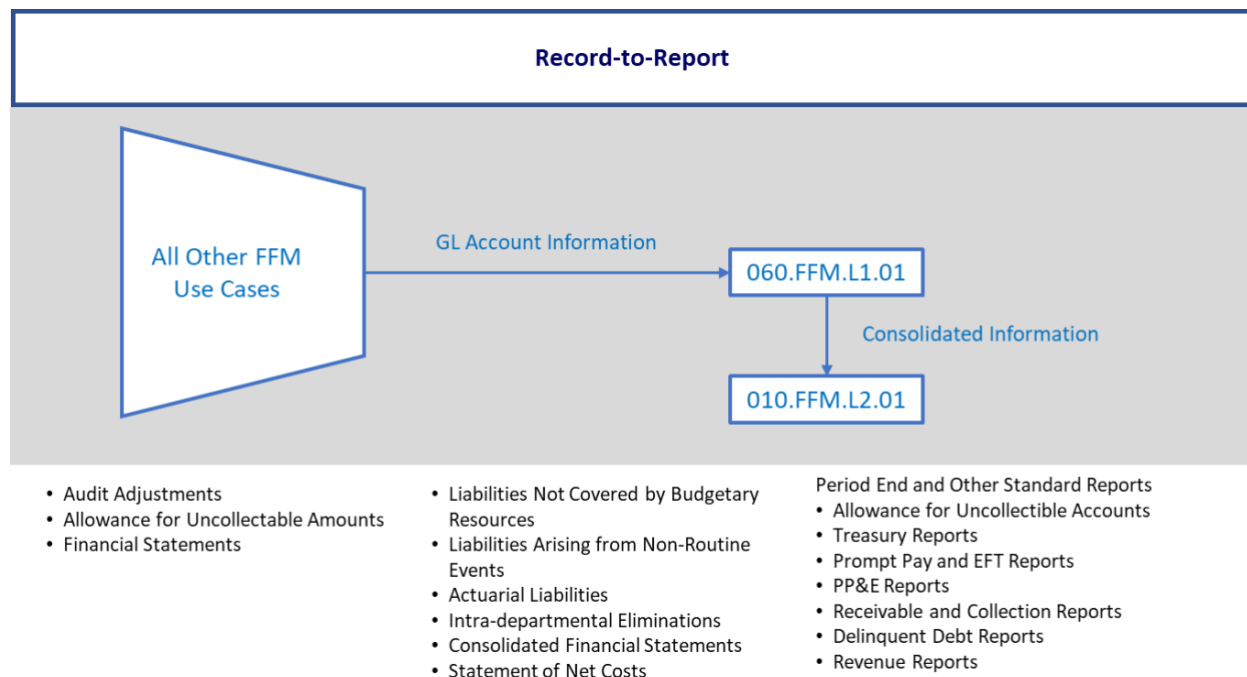 Record-to-Report
All Other FFM
Use Cases
GL Account Information
060.FFM.L1.01
Consolidated Information
010.FFM.L2.01
• Audit Adjustments
• Allowance for Uncollectable Amounts
• Financial Statements
• Liabilities Not Covered by Budgetary
Resources
• Liabilities Arising from Non-Routine
Events
• Actuarial Liabilities
• Intra-departmental Eliminations
• Consolidated Financial Statements
• Statement of Net Costs
Period End and Other Standard Reports
• Allowance for Uncollectible Accounts
• Treasury Reports
• Prompt Pay and EFT Reports
• PP&E Reports
• Receivable and Collection Reports
• Delinquent Debt Reports
• Revenue Reports